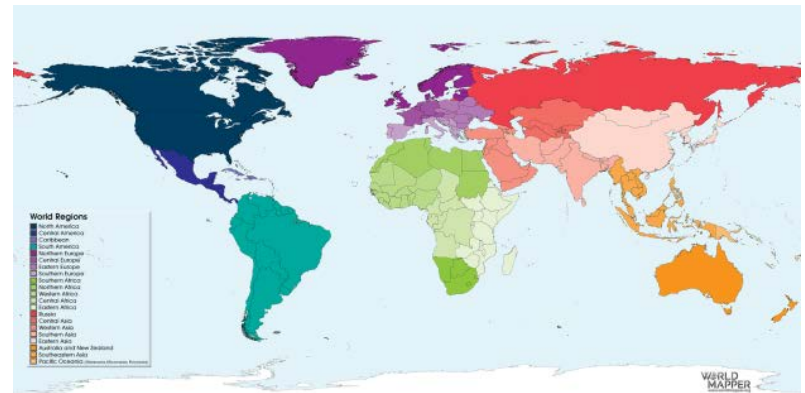 World Regions
North America
Central America
Caribbean
South America
Northern Europe
Central Europe
Eastern Europe
Southern Europe
Southern Africa
Northern Africa
Western Africa
Central Africa
Eastern Africa
Russia
Central Asia
Western Asia
Southern Asia
Eastern Asia
Australia and New Zealand
Southeastern Asia
Pacific Oceania
WORLD
MAPPER